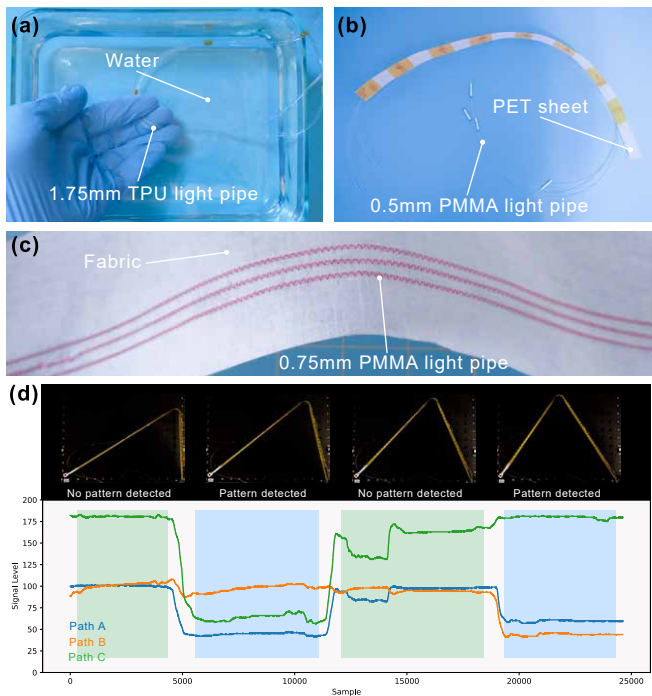 (a)
Water
1.75mm TPU light pipe
(b)
PET sheet
0.5mm PMMA light pipe
(c)
Fabric
0.75mm PMMA light pipe
(d)
No pattern detected
Pattern detected
No pattern detected
Pattern detected
200
175
150
125
100
75
50
25
0
Signal Level
Path A
Path B
Path C
0
5000
10000
15000
20000
25000
Sample